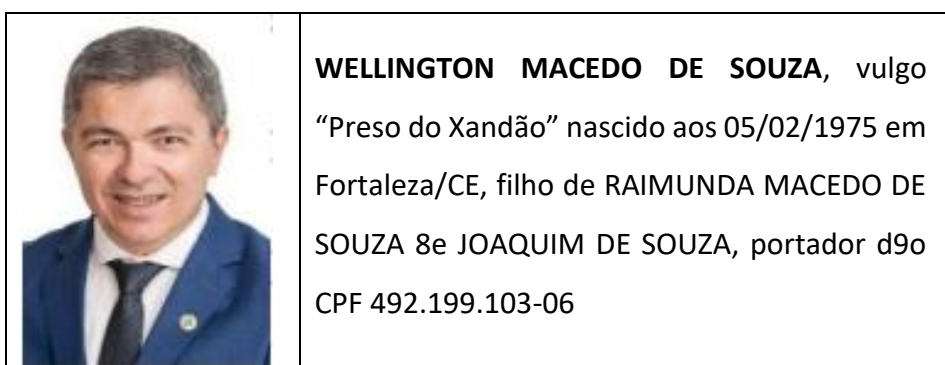 WELLINGTON MACEDO DE SOUZA, vulgo
“Preso do Xandão” nascido aos 05/02/1975 em
Fortaleza/CE, filho de RAIMUNDA MACEDO DE
SOUZA 8e JOAQUIM DE SOUZA, portador d9o
CPF 492.199.103-06